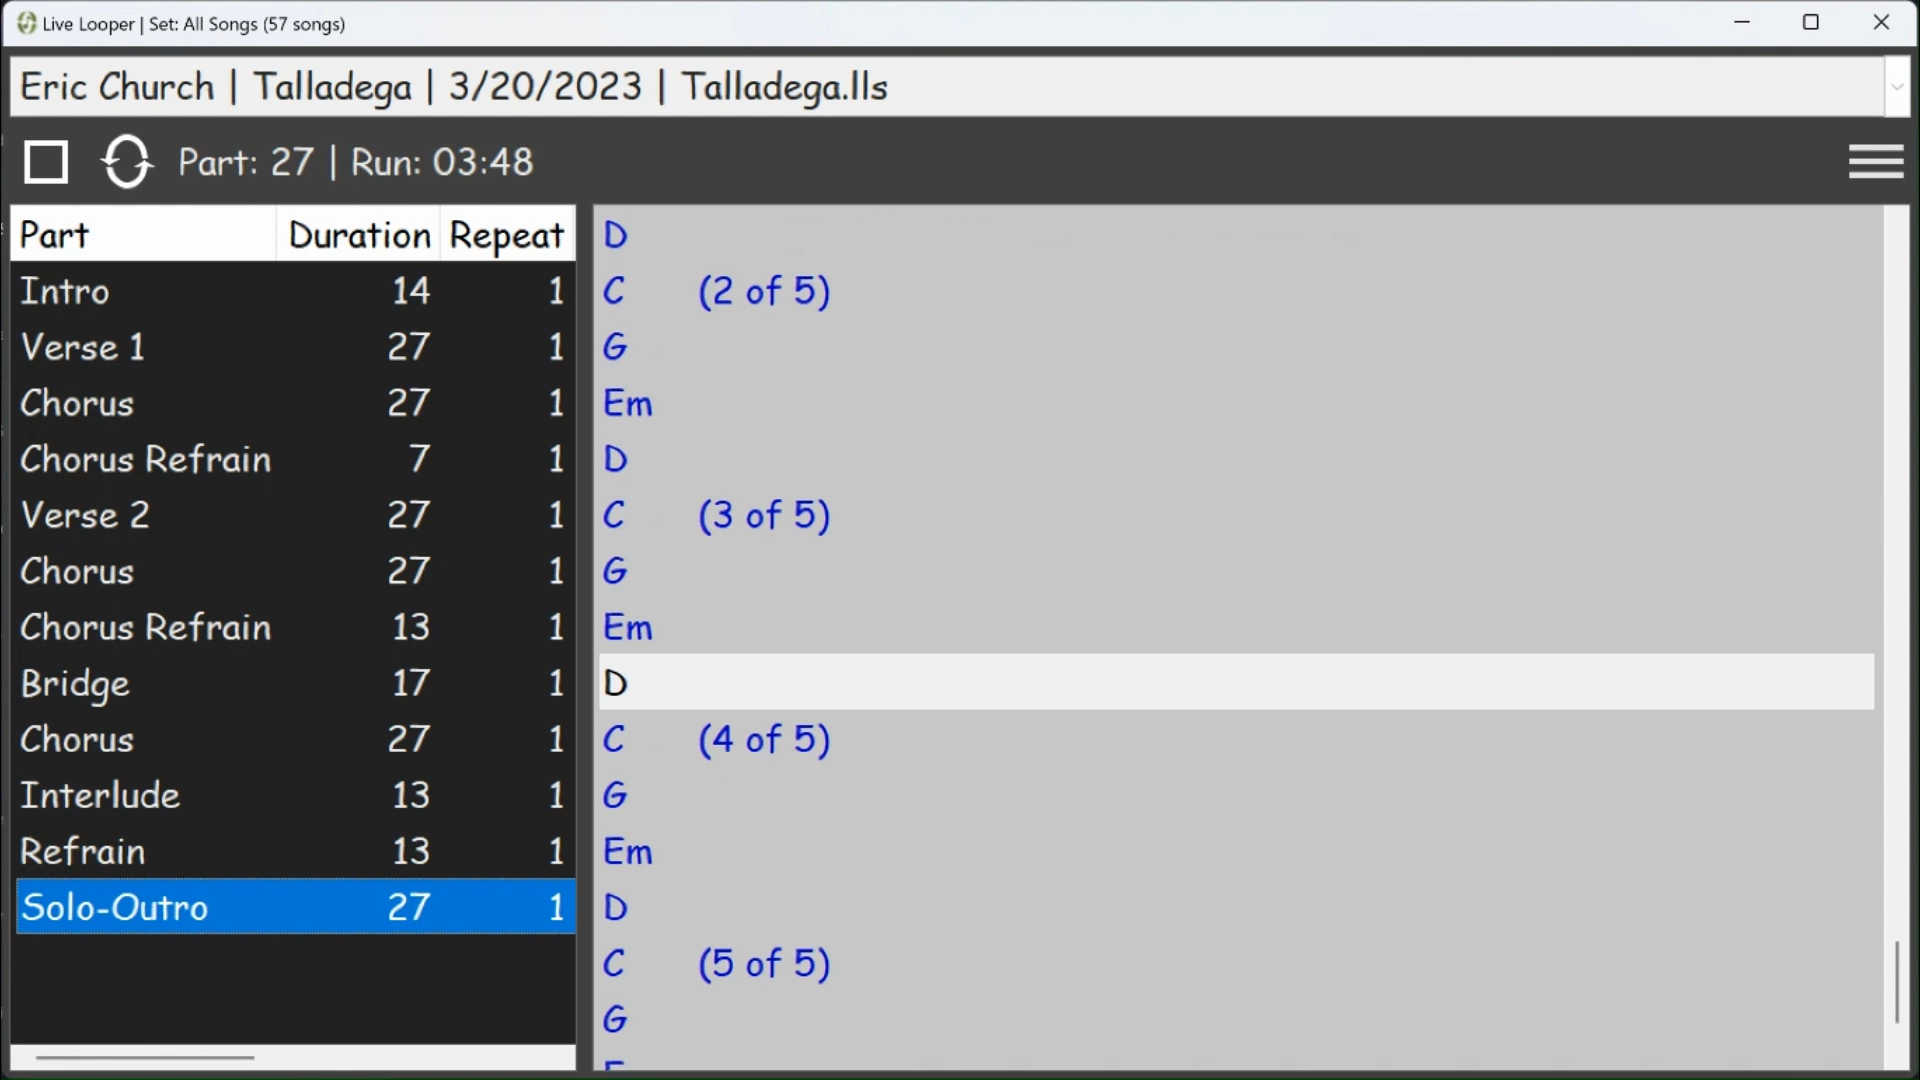 Live Looper | Set: All Songs (57 songs)
Eric Church | Talladega | 3/20/2023 | Talladega.lls
Part: 27 | Run: 03:48
Part Duration Repeat
Intro 14 1
Verse 1 27 1
Chorus 27 1
Chorus Refrain 7 1
Verse 2 27 1
Chorus 27 1
Chorus Refrain 13 1
Bridge 17 1
Chorus 27 1
Interlude 13 1
Refrain 13 1
Solo-Outro 27 1
D
C (2 of 5)
G
Em
D
C (3 of 5)
G
Em
D
C (4 of 5)
G
Em
D
C (5 of 5)
G